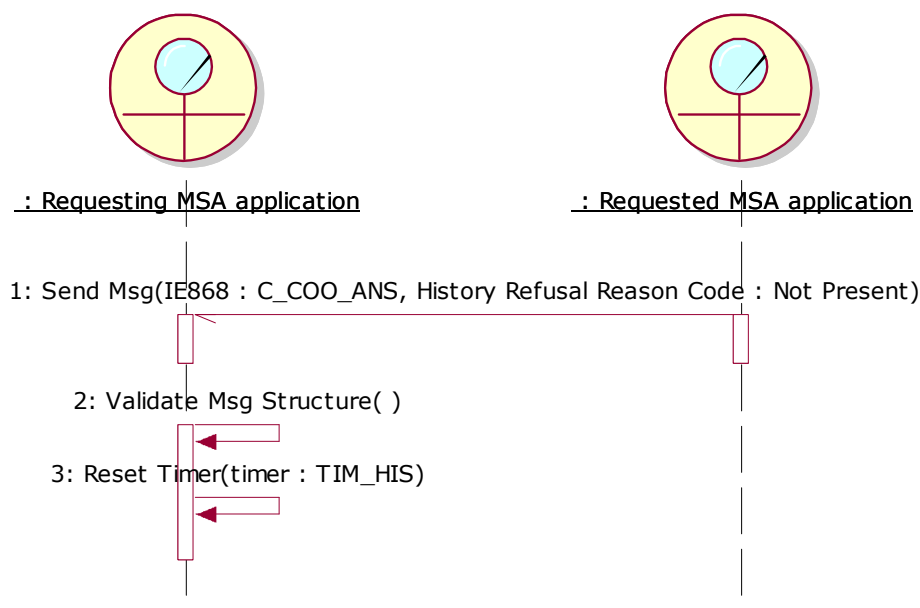 : Requesting MSA application
: Requested MSA application
1: Send Msg(IE868 : C_COO_ANS, History Refusal Reason Code : Not Present)
2: Validate Msg Structure( )
3: Reset Timer(timer : TIM_HIS)